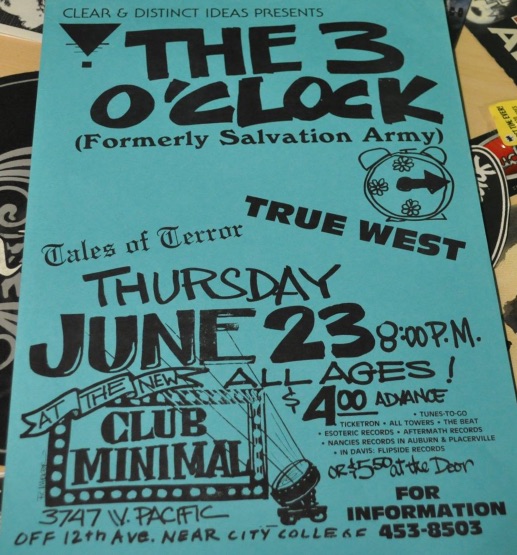 CLEAR & DISTINCT IDEAS PRESENTS
THE 3
O'CLOCK
(Formerly Salvation Army)
TRUE WEST
Tales of Terror
THURSDAY
JUNE 23 8:00 P.M.
ALL AGES!
AT THE NEW
CLUB
MINIMAL
$4.00 ADVANCE
• TUNES-TO-GO
• TICKETRON • ALL TOWERS • THE BEAT
• ESOTERIC RECORDS • AFTERMATH RECORDS
• NANCIES RECORDS IN AUBURN & PLACERVILLE
• IN DAVIS: FLIPSIDE RECORDS
OR $5.50 at the Door
3747 W. PACIFIC
OFF 12th AVE. NEAR CITY COLLEGE
FOR
INFORMATION
453-8503